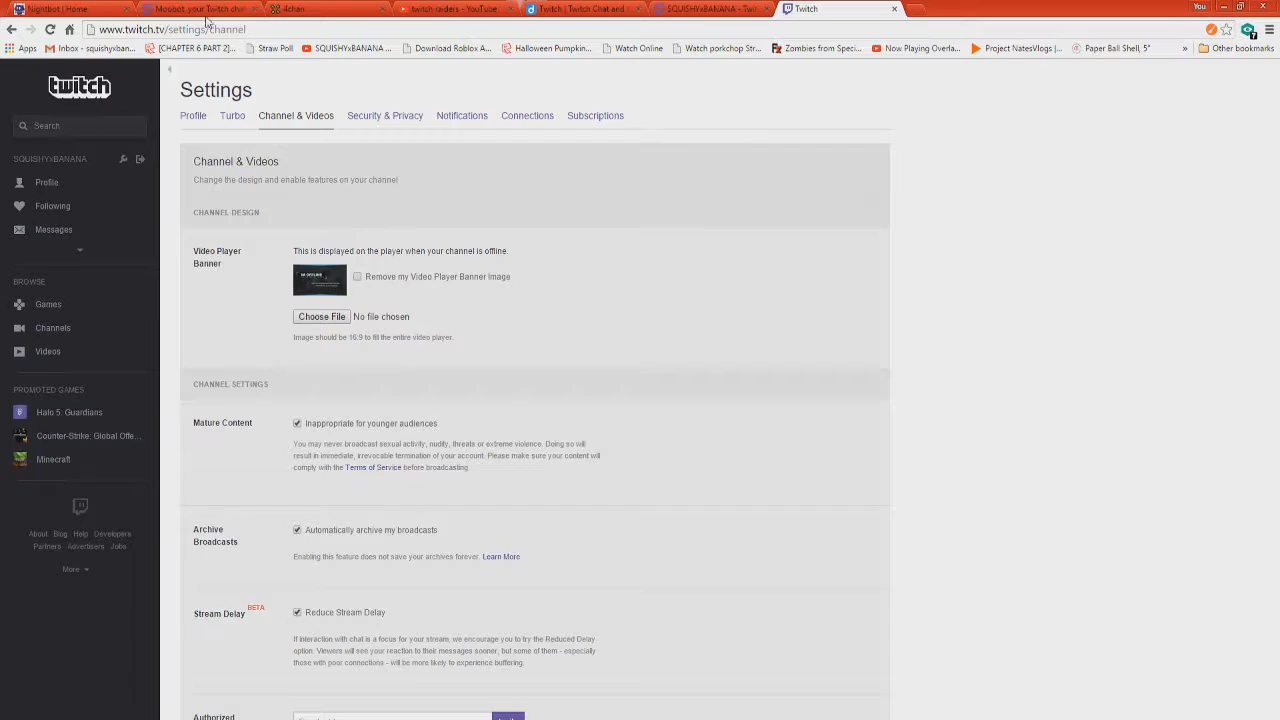 Nightbot | Home
Moobot, your Twitch chat
4chan
twitch raiders - YouTube
Twitch | Twitch Chat and
SQUISHYxBANANA - Twi
Twitch
You
www.twitch.tv/settings/channel
Apps
Inbox - squishyxban...
[CHAPTER 6 PART 2]...
Straw Poll
SQUISHYxBANANA ...
Download Roblox A...
Halloween Pumpkin...
Watch Online
Watch porkchop Str...
Zombies from Speci...
Now Playing Overla...
Project NatesVlogs |...
Paper Ball Shell, 5"
»
Other bookmarks
twitch
Search
SQUISHYxBANANA
Profile
Following
Messages
BROWSE
Games
Channels
Videos
PROMOTED GAMES
Halo 5: Guardians
Counter-Strike: Global Offe...
Minecraft
About Blog Help Developers
Partners Advertisers Jobs
More
Settings
Profile Turbo Channel & Videos Security & Privacy Notifications Connections Subscriptions
Channel & Videos
Change the design and enable features on your channel
CHANNEL DESIGN
Video Player Banner
This is displayed on the player when your channel is offline.
Remove my Video Player Banner Image
Choose File No file chosen
Image should be 16:9 to fill the entire video player.
CHANNEL SETTINGS
Mature Content
Inappropriate for younger audiences
You may never broadcast sexual activity, nudity, threats or extreme violence. Doing so will
result in immediate, irrevocable termination of your account. Please make sure your content will
comply with the Terms of Service before broadcasting.
Archive
Broadcasts
Automatically archive my broadcasts
Enabling this feature does not save your archives forever. Learn More
Stream Delay BETA
Reduce Stream Delay
If interaction with chat is a focus for your stream, we encourage you to try the Reduced Delay
option. Viewers will see your reaction to their messages sooner, but some of them - especially
those with poor connections - will be more likely to experience buffering.
Authorized